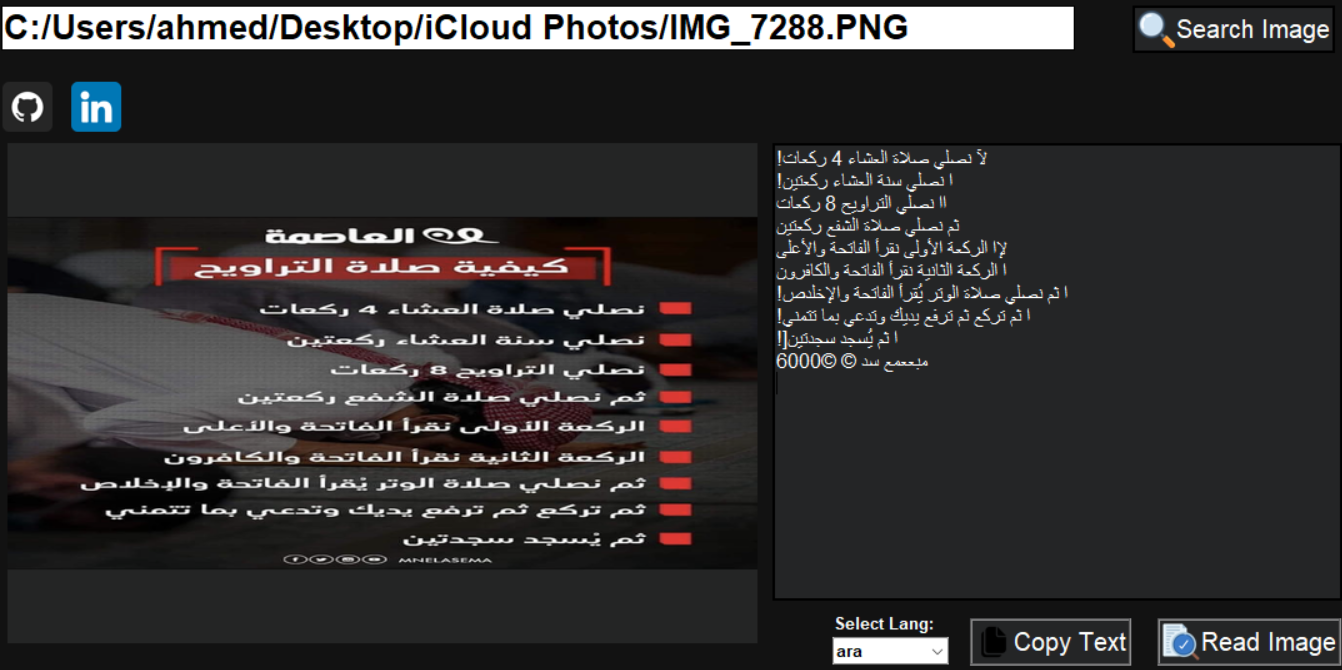 C:/Users/ahmed/Desktop/iCloud Photos/IMG_7288.PNG
Search Image
in
العاصمة
كيفية صلاة التراويح
نصلي صلاة العشاء 4 ركعات
نصلي سنة العشاء ركعتين
نصلي التراويح 8 ركعات
ثم نصلي صلاة الشفع ركعتين
الركعة الأولى نقرأ الفاتحة والأعلى
الركعة الثانية نقرأ الفاتحة والكافرون
ثم نصلي صلاة الوتر يُقرأ الفاتحة والإخلاص
ثم تركع ثم ترفع يديك وتدعي بما تتمني
ثم يُسجد سجدتين
MNELASEMA
لآ نصلي صلاة العشاء 4 ركعات!
ا نصلي سنة العشاء ركعتين!
اا نصلي التراويح 8 ركعات
ثم نصلي صلاة الشفع ركعتين
لإا الركعة الأولى نقرأ الفاتحة والأعلى
ا الركعة الثانية نقرأ الفاتحة والكافرون
ا ثم نصلي صلاة الوتر يُقرأ الفاتحة والإخلدص!
ا ثم تركع ثم ترفع يديك وتدعي بما تتمني!
ا ثم يُسجد سجدتين[!
مبععمع سد © ©6000
Select Lang:
ara
Copy Text
Read Image